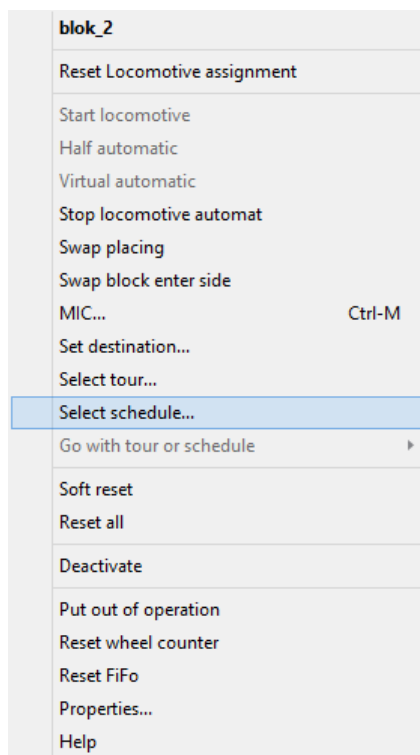 blok_2
Reset Locomotive assignment
Start locomotive
Half automatic
Virtual automatic
Stop locomotive automat
Swap placing
Swap block enter side
MIC... Ctrl-M
Set destination...
Select tour...
Select schedule...
Go with tour or schedule
Soft reset
Reset all
Deactivate
Put out of operation
Reset wheel counter
Reset FiFo
Properties...
Help